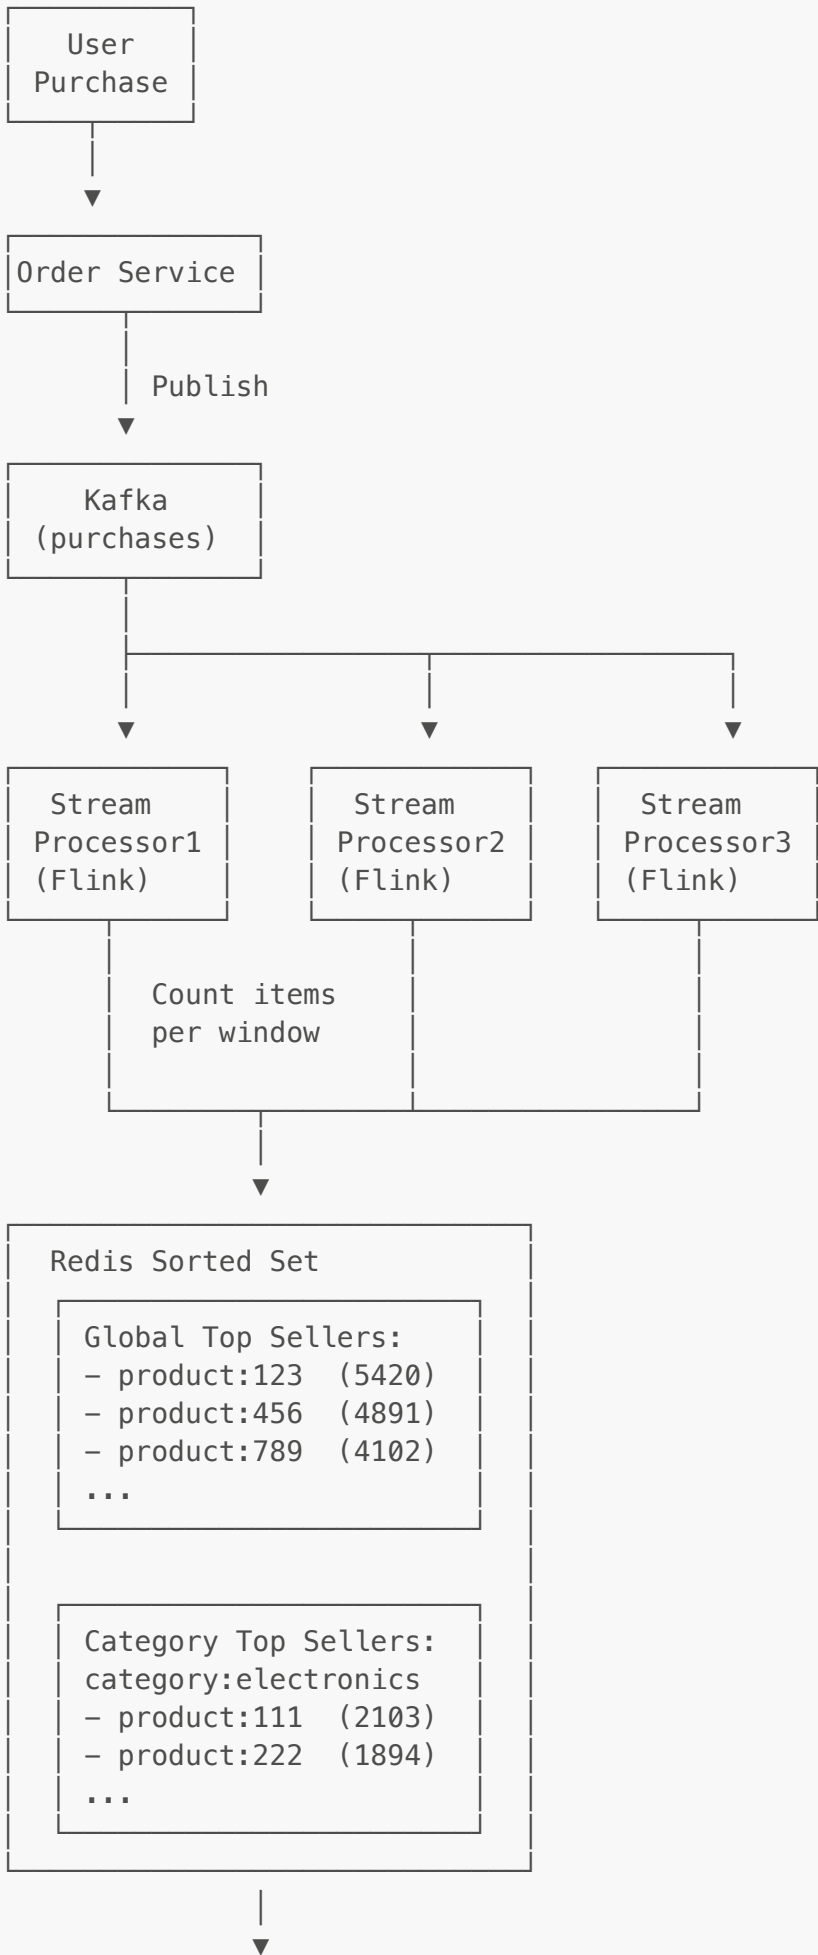 User
Purchase
Order Service
Publish
Kafka
(purchases)
Stream
Processor1
(Flink)
Stream
Processor2
(Flink)
Stream
Processor3
(Flink)
Count items
per window
Redis Sorted Set
Global Top Sellers:
– product:123  (5420)
– product:456  (4891)
– product:789  (4102)
...
Category Top Sellers:
category:electronics
– product:111  (2103)
– product:222  (1894)
...